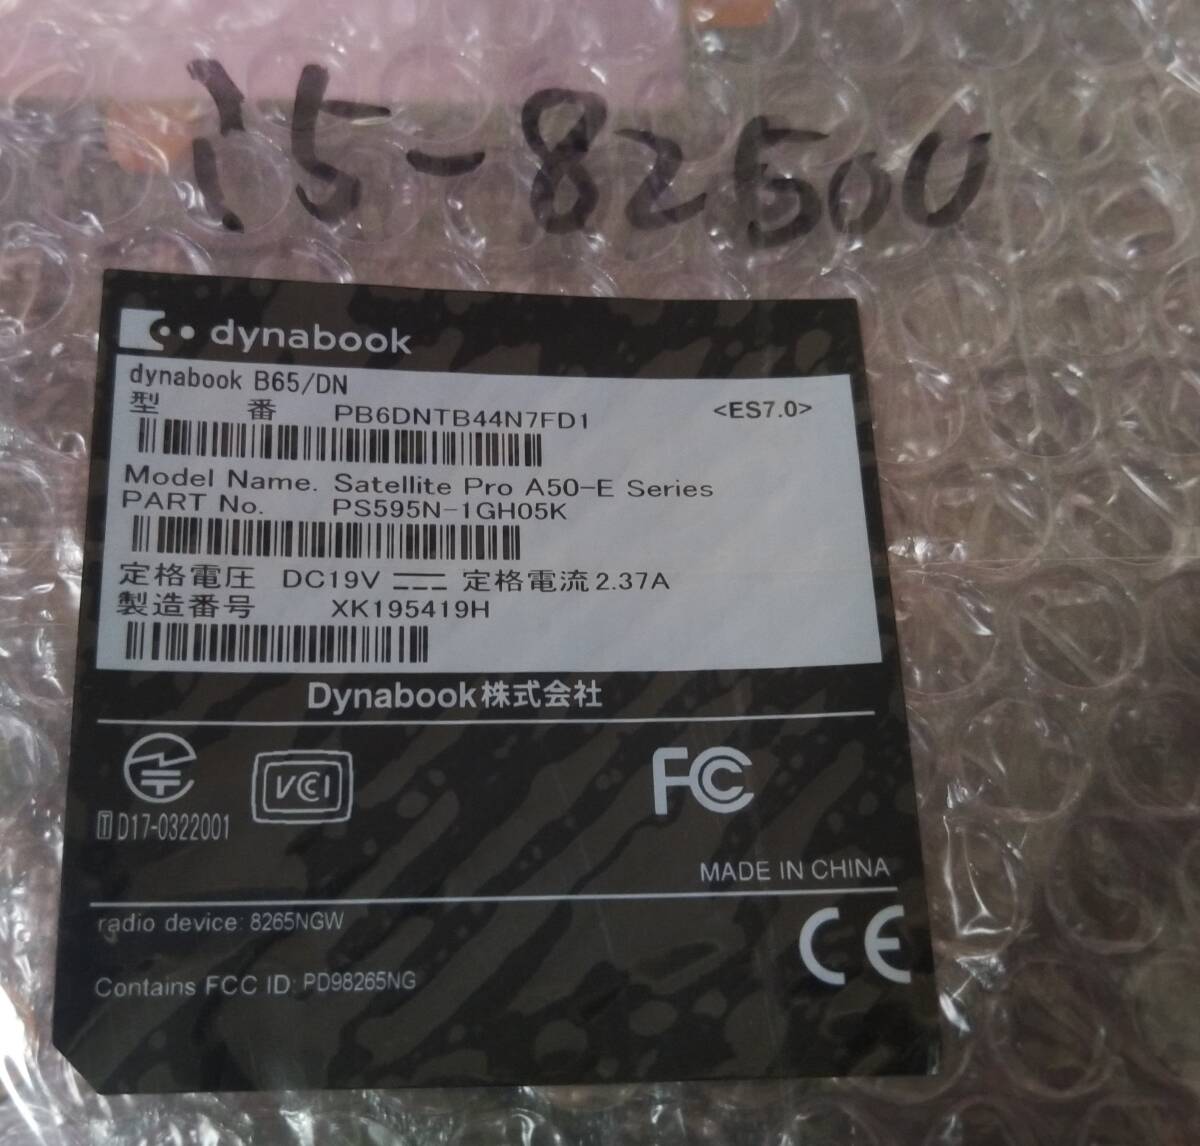 i5-8250U
dynabook
dynabook B65/DN
型 番 PB6DNTB44N7FD1 <ES7.0>
Model Name. Satellite Pro A50-E Series
PART No. PS595N-1GH05K
定格電圧 DC19V 定格電流2.37A
製造番号 XK195419H
Dynabook株式会社
VCCI
FC
T D17-0322001
MADE IN CHINA
radio device: 8265NGW
CE
Contains FCC ID: PD98265NG